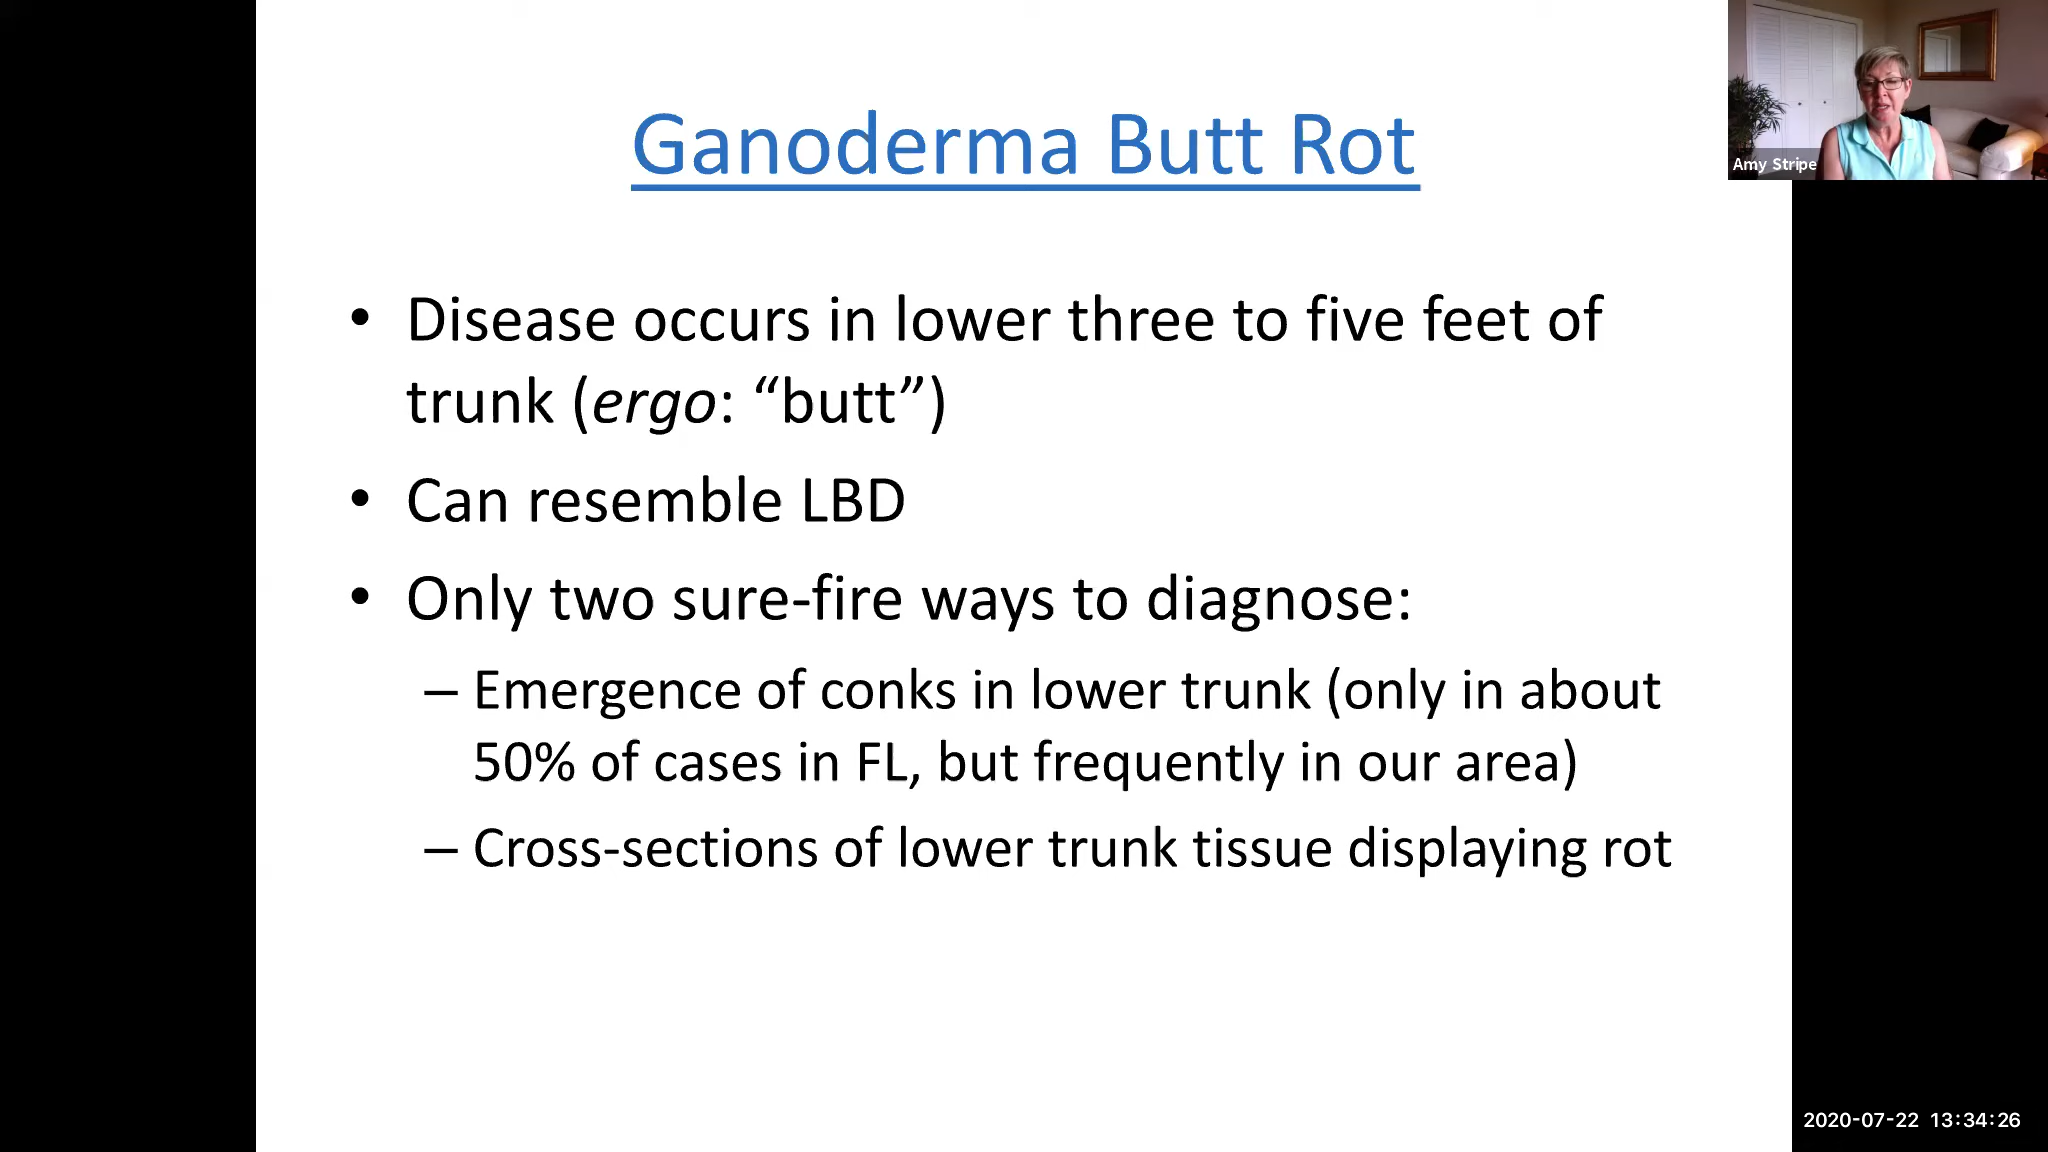 Ganoderma Butt Rot
Amy Stripe
• Disease occurs in lower three to five feet of
trunk (ergo: “butt”)
• Can resemble LBD
• Only two sure-fire ways to diagnose:
– Emergence of conks in lower trunk (only in about
50% of cases in FL, but frequently in our area)
– Cross-sections of lower trunk tissue displaying rot
2020-07-22 13:34:26